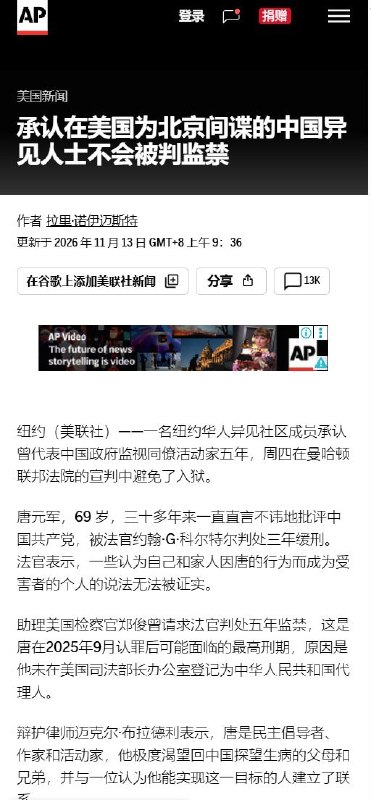 AP
登录
捐赠
美国新闻
承认在美国为北京间谍的中国异
见人士不会被判监禁
作者 拉里·诺伊迈斯特
更新于 2026 年 11 月 13 日 GMT+8 上午 9：36
在谷歌上添加美联社新闻
分享
13K
AP Video
The future of news
storytelling is video
AP
纽约（美联社）——一名纽约华人异见社区成员承认
曾代表中国政府监视同僚活动家五年，周四在曼哈顿
联邦法院的宣判中避免了入狱。
唐元军，69 岁，三十多年来一直直言不讳地批评中
国共产党，被法官约翰·G·科尔特尔判处三年缓刑。
法官表示，一些认为自己和家人因唐的行为而成为受
害者的个人的说法无法被证实。
助理美国检察官郑俊曾请求法官判处五年监禁，这是
唐在2025年9月认罪后可能面临的最高刑期，原因是
他未在美国司法部长办公室登记为中华人民共和国代
理人。
辩护律师迈克尔·布拉德利表示，唐是民主倡导者、
作家和活动家，他极度渴望回中国探望生病的父母和
兄弟，并与一位认为他能实现这一目标的人建立了联
系